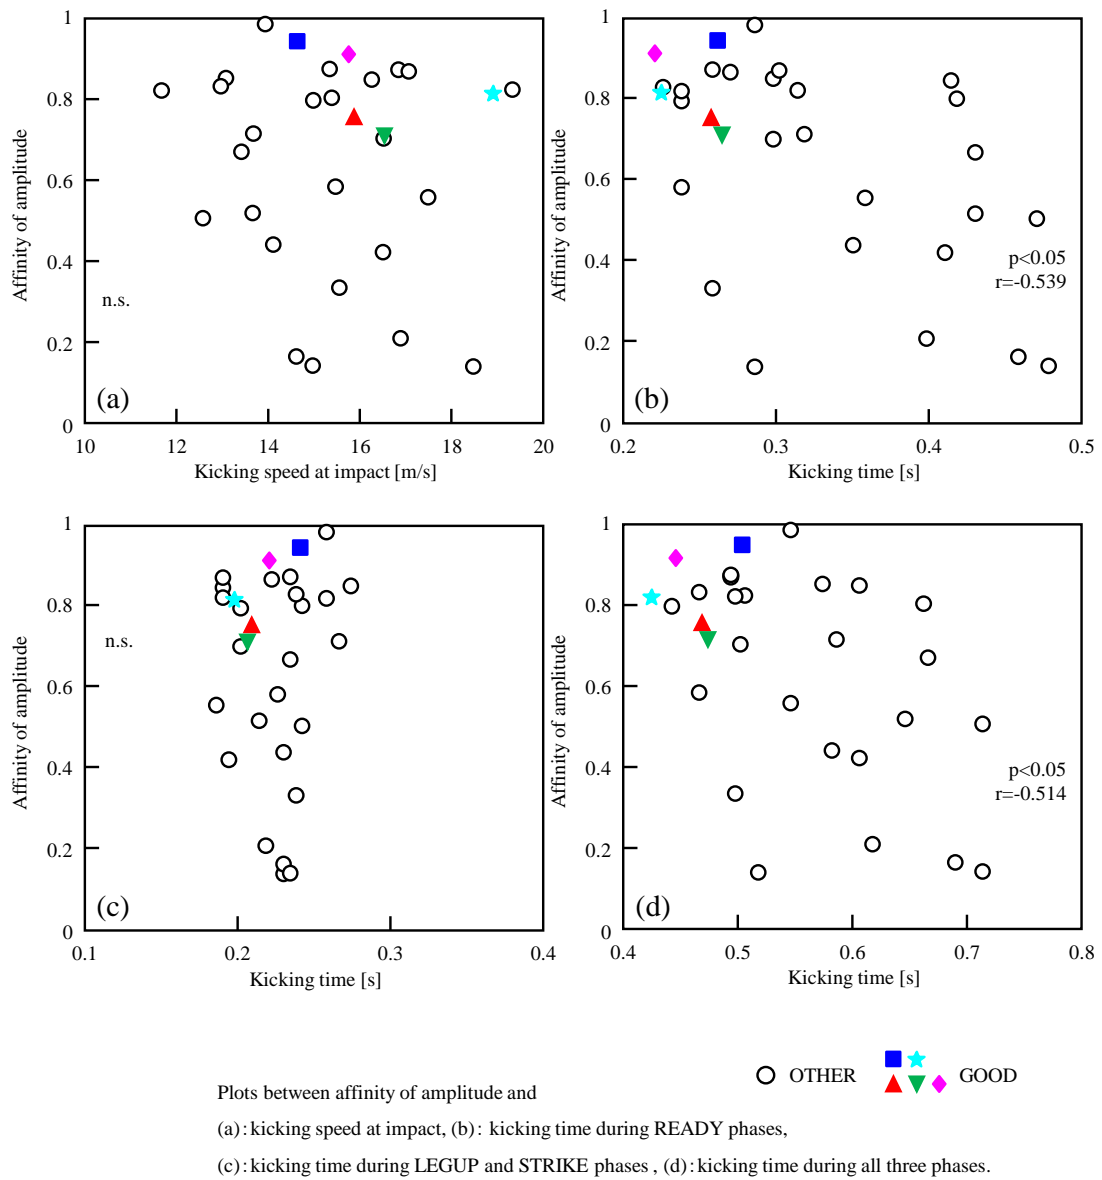 1
0.8
0.6
0.4
0.2
0
Affinity of amplitude
n.s.
(a)
10 12 14 16 18 20
Kicking speed at impact [m/s]
1
0.8
0.6
0.4
0.2
0
Affinity of amplitude
p<0.05
r=-0.539
(b)
0.2 0.3 0.4 0.5
Kicking time [s]
1
0.8
0.6
0.4
0.2
0
Affinity of amplitude
n.s.
(c)
0.1 0.2 0.3 0.4
Kicking time [s]
1
0.8
0.6
0.4
0.2
0
Affinity of amplitude
p<0.05
r=-0.514
(d)
0.4 0.5 0.6 0.7 0.8
Kicking time [s]
OTHER GOOD
Plots between affinity of amplitude and
(a):kicking speed at impact, (b): kicking time during READY phases,
(c):kicking time during LEGUP and STRIKE phases , (d):kicking time during all three phases.